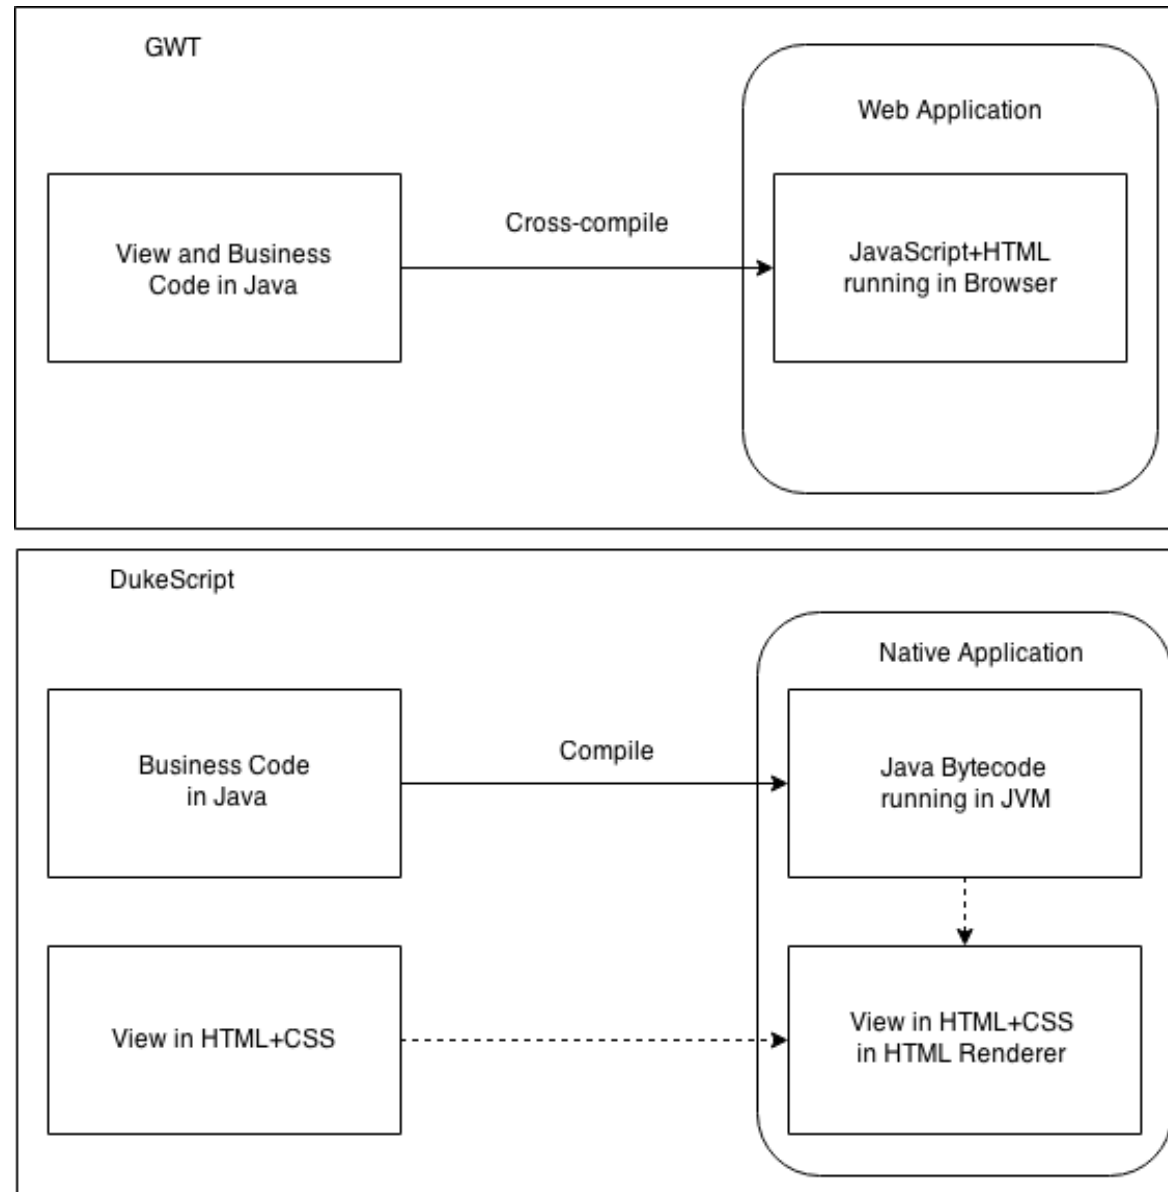 GWT
Web Application
Cross-compile
View and Business
Code in Java
JavaScript+HTML
running in Browser
DukeScript
Native Application
Compile
Business Code
in Java
Java Bytecode
running in JVM
View in HTML+CSS
View in HTML+CSS
in HTML Renderer